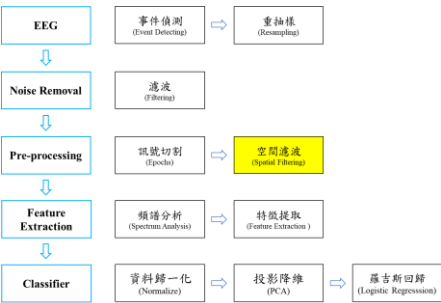 EEG
事件偵測
(Event Detecting)
重抽樣
(Resampling)
Noise Removal
濾波
(Filtering)
Pre-processing
訊號切割
(Epochs)
空間濾波
(Spatial Filtering)
Feature
Extraction
頻譜分析
(Spectrum Analysis)
特徵提取
(Feature Extraction )
Classifier
資料歸一化
(Normalize)
投影降維
(PCA)
羅吉斯回歸
(Logistic Regresssion)